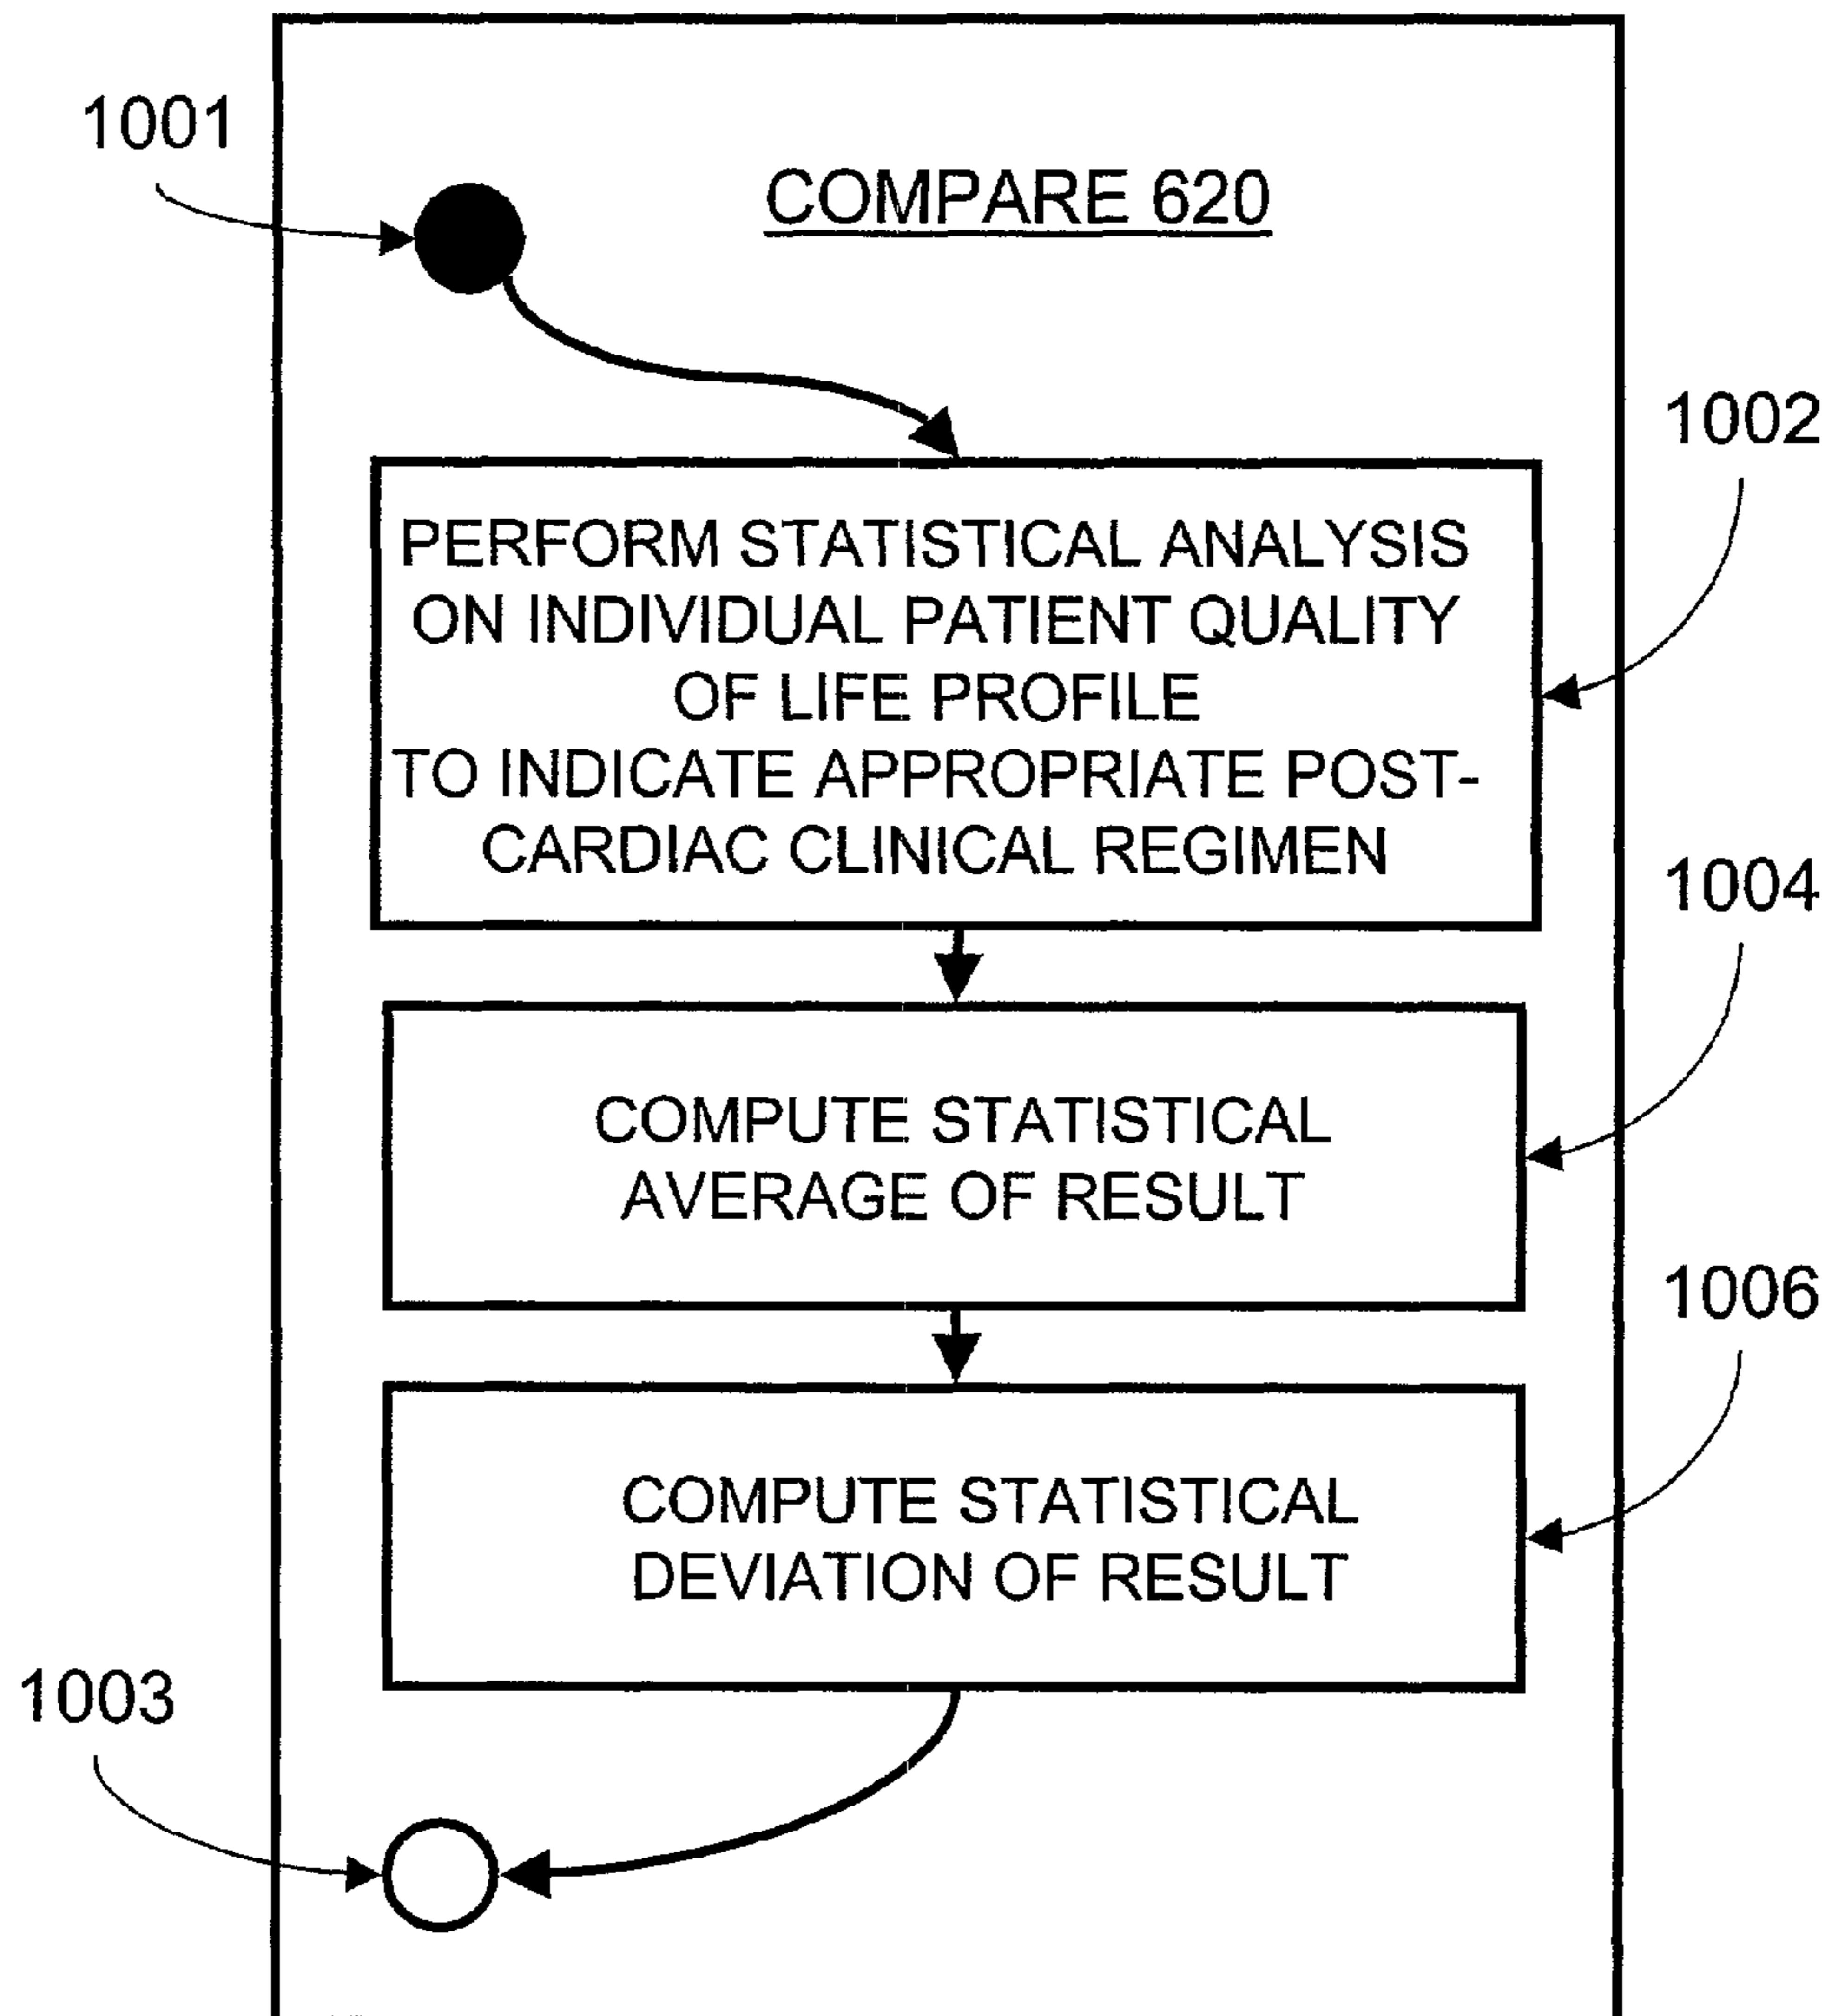 1001
COMPARE 620
1002
PERFORM STATISTICAL ANALYSIS
ON INDIVIDUAL PATIENT QUALITY
OF LIFE PROFILE
TO INDICATE APPROPRIATE POST-
CARDIAC CLINICAL REGIMEN
1004
COMPUTE STATISTICAL
AVERAGE OF RESULT
1006
COMPUTE STATISTICAL
DEVIATION OF RESULT
1003